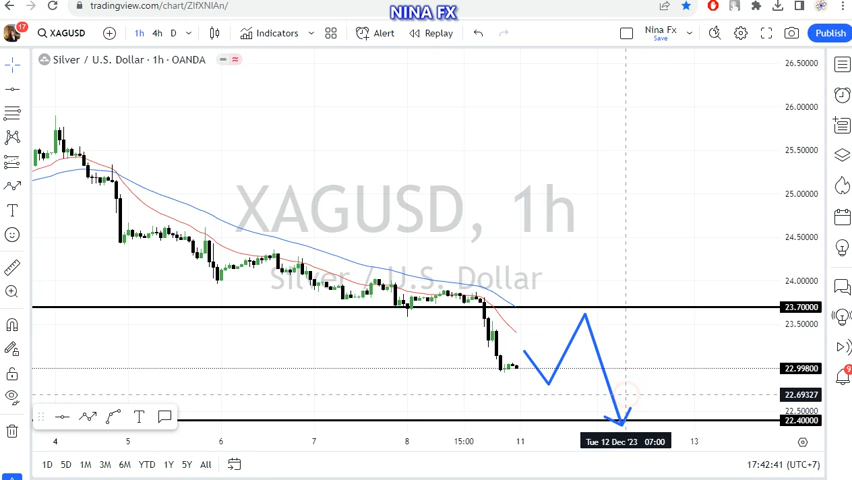 tradingview.com/chart/ZIfXNIAn/
NINA FX
17
XAGUSD
1h 4h D
Indicators
Alert
Replay
Nina Fx
Save
Publish
Silver / U.S. Dollar · 1h · OANDA
XAGUSD, 1h
Silver / U.S. Dollar
26.50000
26.00000
25.50000
25.00000
24.50000
24.00000
23.70000
23.50000
22.99800
22.69327
22.50000
22.40000
4 5 6 7 8 15:00 11 Tue 12 Dec '23 07:00 13
1D 5D 1M 3M 6M YTD 1Y 5Y All
17:42:41 (UTC+7)